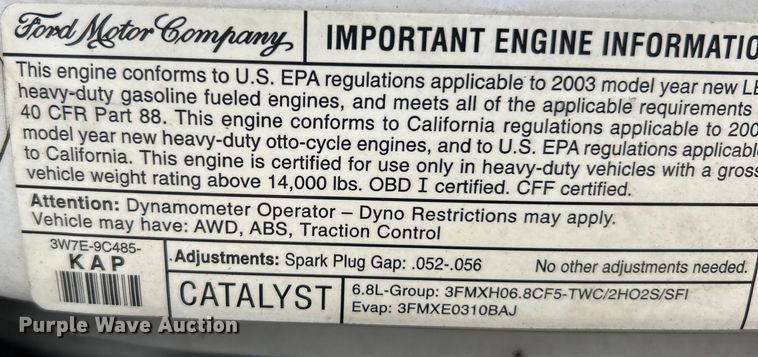 Ford Motor Company
IMPORTANT ENGINE INFORMATIO
This engine conforms to U.S. EPA regulations applicable to 2003 model year new LE
heavy-duty gasoline fueled engines, and meets all of the applicable requirements
40 CFR Part 88. This engine conforms to California regulations applicable to 200
model year new heavy-duty otto-cycle engines, and to U.S. EPA regulations applicabl
to California. This engine is certified for use only in heavy-duty vehicles with a gross
vehicle weight rating above 14,000 lbs. OBD I certified. CFF certified.
Attention: Dynamometer Operator – Dyno Restrictions may apply.
Vehicle may have: AWD, ABS, Traction Control
3W7E-9C485-
KAP
Adjustments: Spark Plug Gap: .052-.056 No other adjustments needed.
CATALYST
6.8L-Group: 3FMXH06.8CF5-TWC/2HO2S/SFI
Evap: 3FMXE0310BAJ
Purple Wave Auction